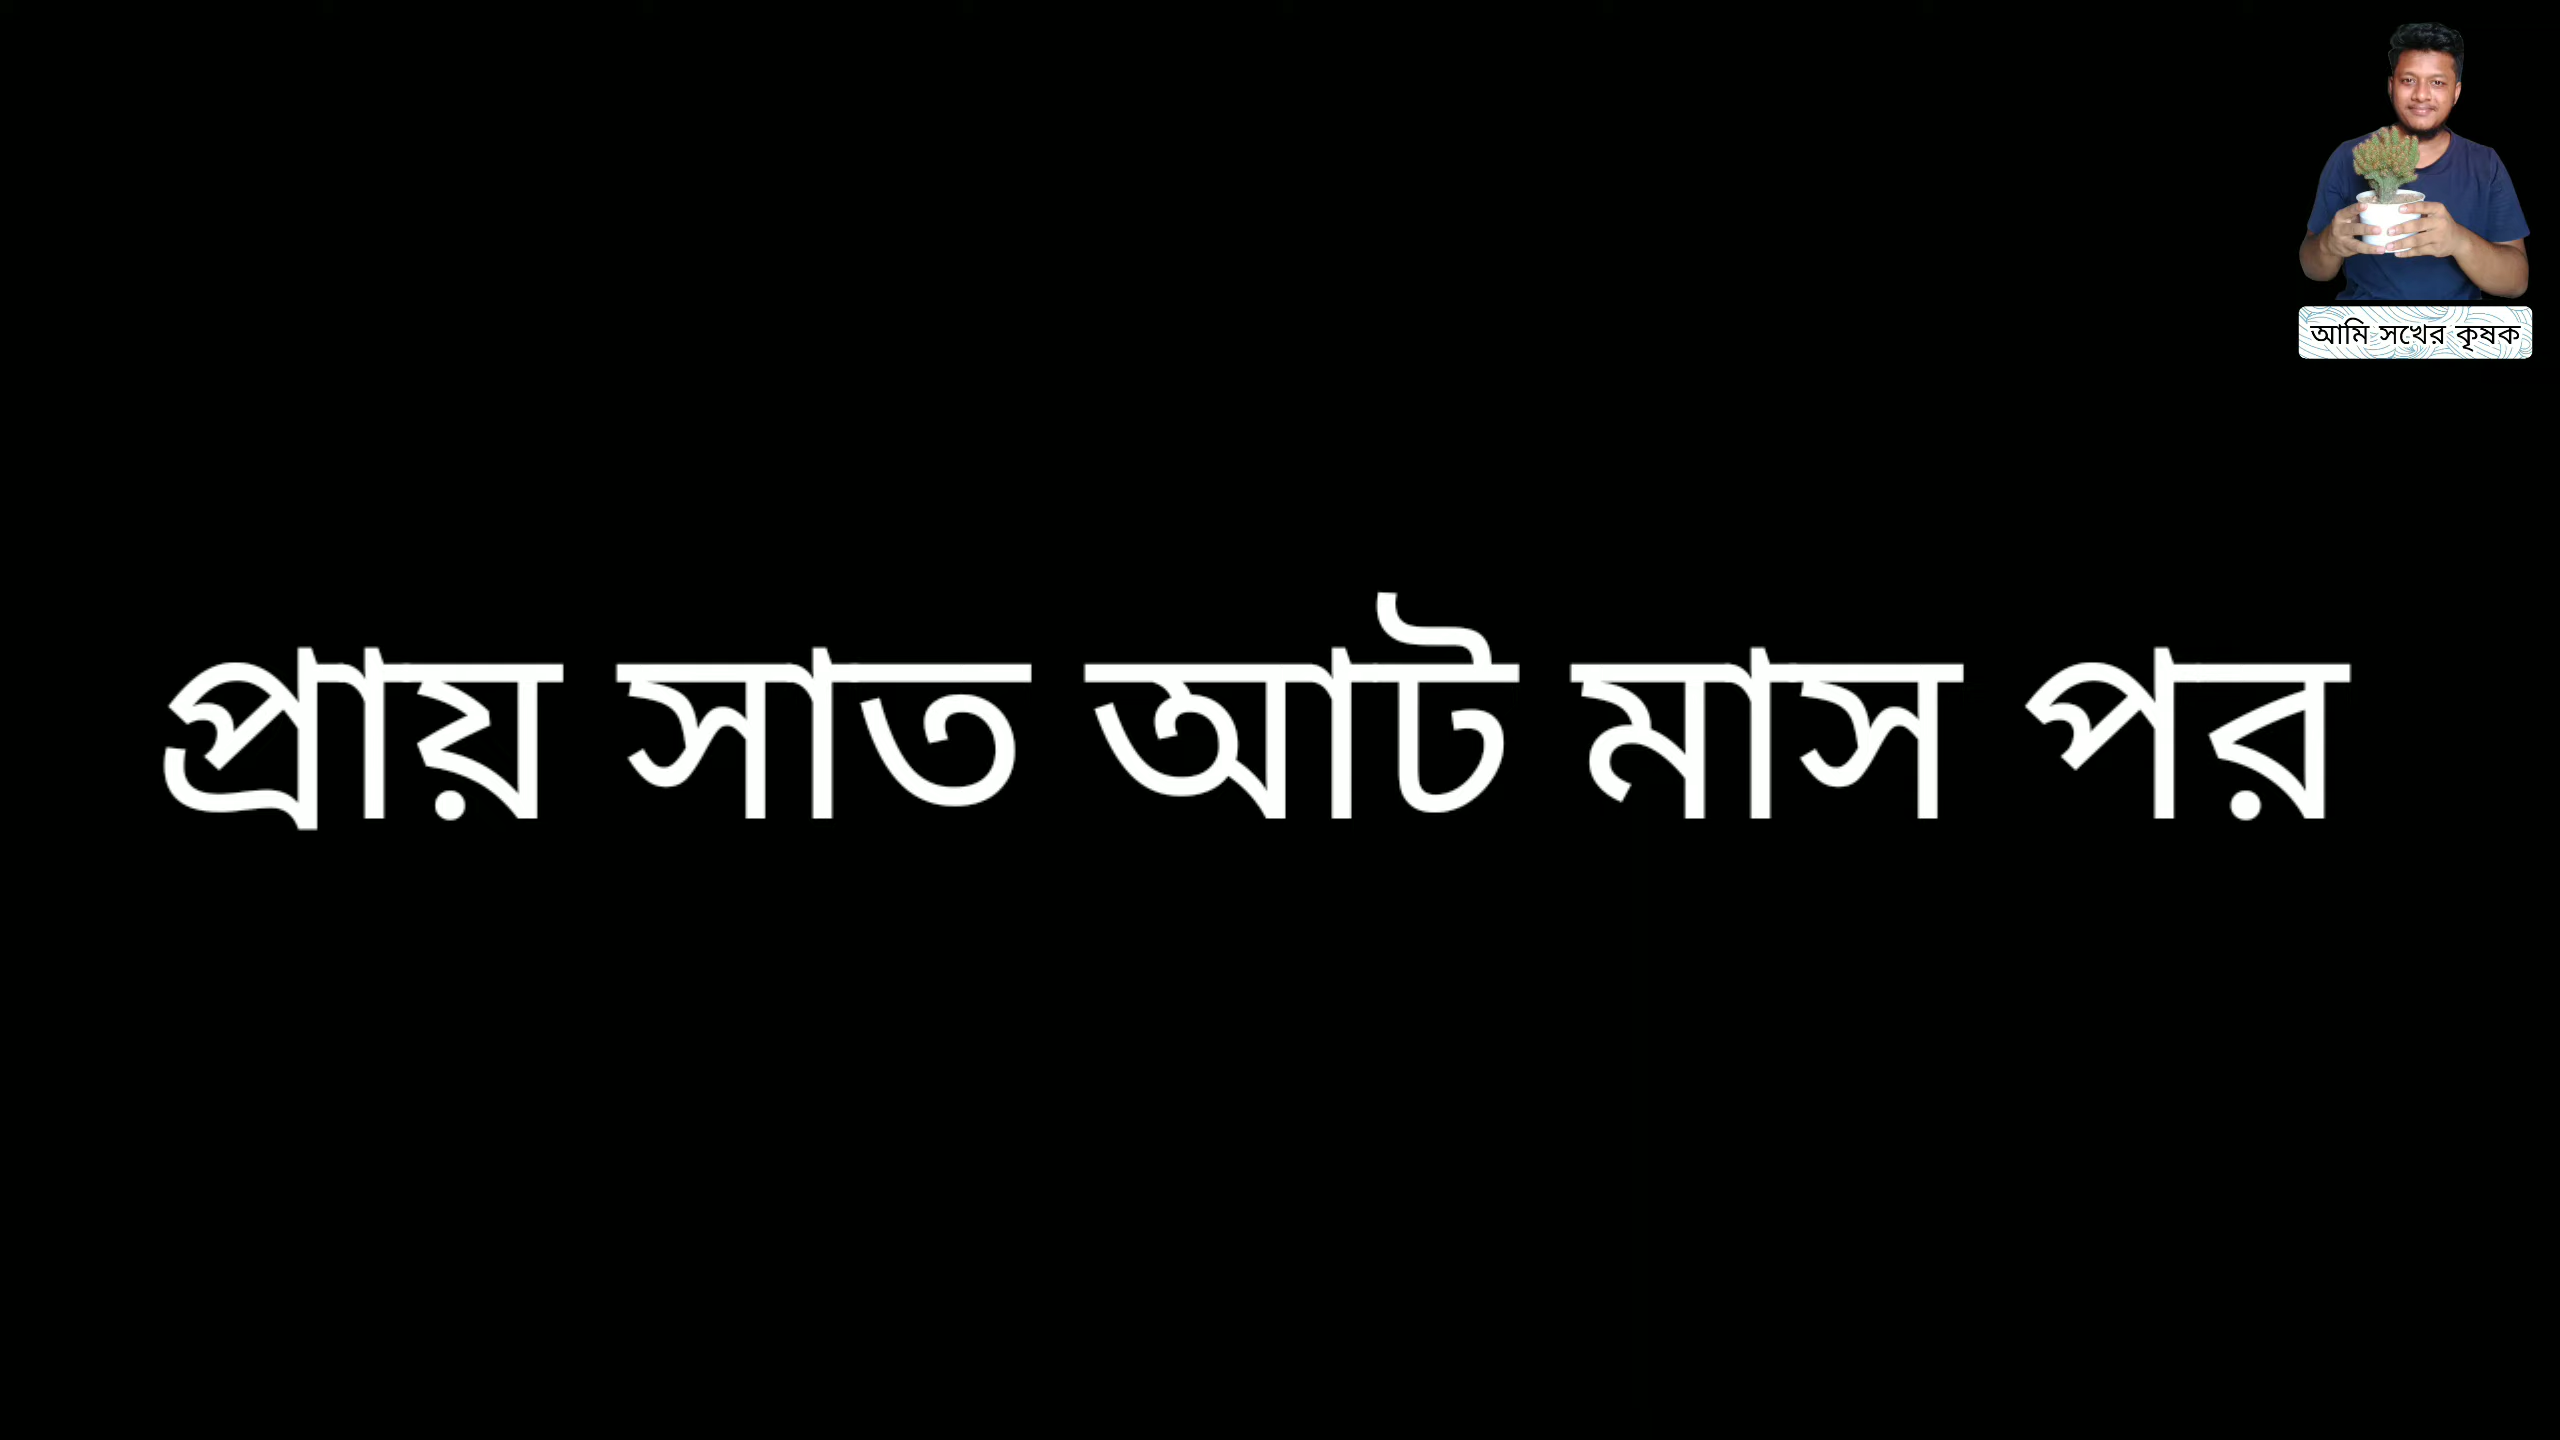 আমি সখের কৃষক
প্রায় সাত আট মাস পর